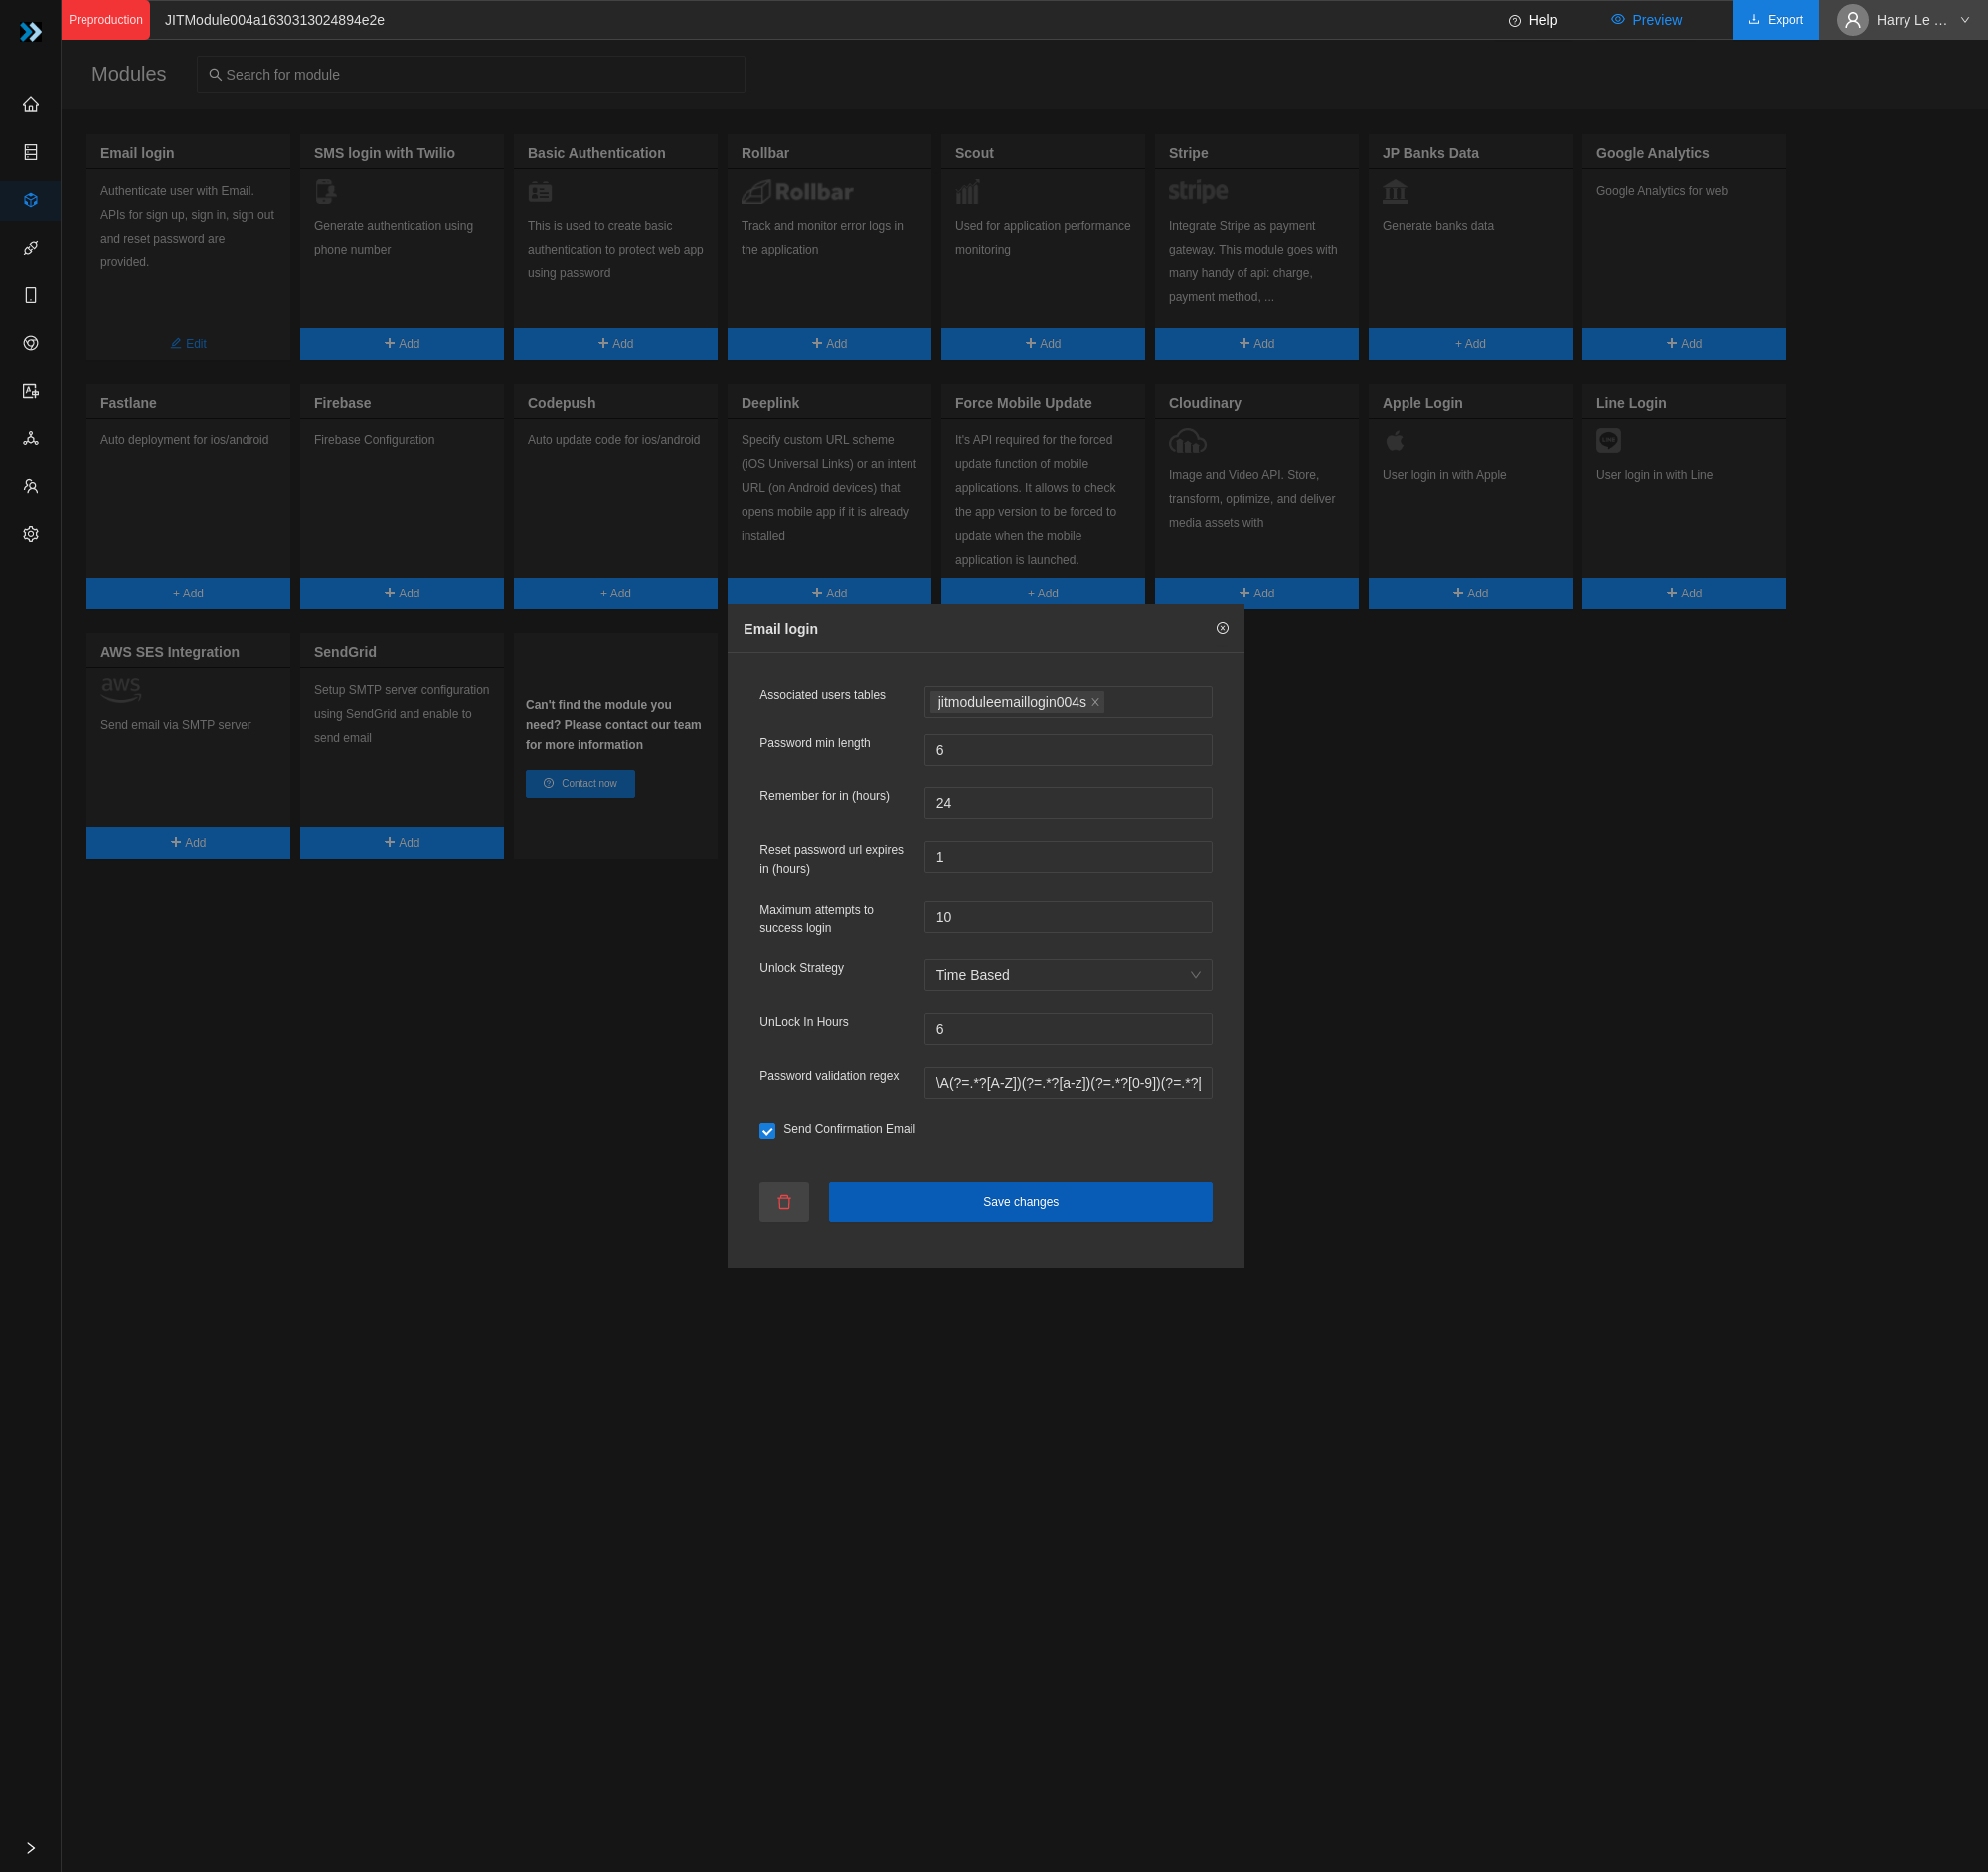 Preproduction
JITModule004a1630313024894e2e
Help
Preview
Export
Harry Le ...
Modules
Search for module
Email login
Authenticate user with Email.
APIs for sign up, sign in, sign out
and reset password are
provided.
Edit
SMS login with Twilio
Generate authentication using
phone number
+ Add
Basic Authentication
This is used to create basic
authentication to protect web app
using password
+ Add
Rollbar
Rollbar
Track and monitor error logs in
the application
+ Add
Scout
Used for application performance
monitoring
+ Add
Stripe
stripe
Integrate Stripe as payment
gateway. This module goes with
many handy of api: charge,
payment method, ...
+ Add
JP Banks Data
Generate banks data
+ Add
Google Analytics
Google Analytics for web
+ Add
Fastlane
Auto deployment for ios/android
+ Add
Firebase
Firebase Configuration
+ Add
Codepush
Auto update code for ios/android
+ Add
Deeplink
Specify custom URL scheme
(iOS Universal Links) or an intent
URL (on Android devices) that
opens mobile app if it is already
installed
+ Add
Force Mobile Update
It's API required for the forced
update function of mobile
applications. It allows to check
the app version to be forced to
update when the mobile
application is launched.
+ Add
Cloudinary
Image and Video API. Store,
transform, optimize, and deliver
media assets with
+ Add
Apple Login
User login in with Apple
+ Add
Line Login
LINE
User login in with Line
+ Add
AWS SES Integration
aws
Send email via SMTP server
+ Add
SendGrid
Setup SMTP server configuration
using SendGrid and enable to
send email
+ Add
Can't find the module you
need? Please contact our team
for more information
Contact now
Email login
Associated users tables
jitmoduleemaillogin004s
Password min length
6
Remember for in (hours)
24
Reset password url expires
in (hours)
1
Maximum attempts to
success login
10
Unlock Strategy
Time Based
UnLock In Hours
6
Password validation regex
\A(?=.*?[A-Z])(?=.*?[a-z])(?=.*?[0-9])(?=.*?[
Send Confirmation Email
Save changes